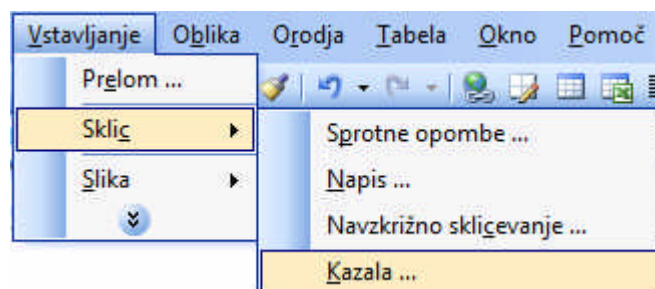 Vstavljanje Oblika Orodja Tabela Okno Pomoč
Prelom ...
Sklic
Slika
Sprotne opombe ...
Napis ...
Navzkrižno sklicevanje ...
Kazala ...